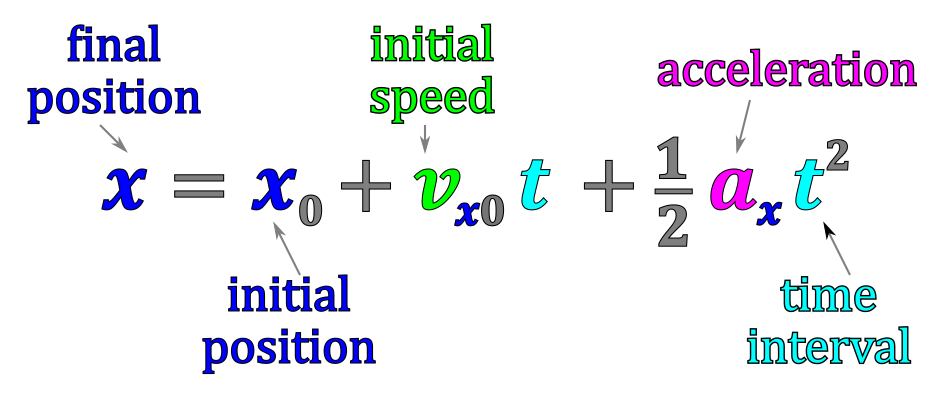 final
position
initial
speed
acceleration
x = x₀ + vₓ₀ t + 1/2 aₓ t²
initial
position
time
interval